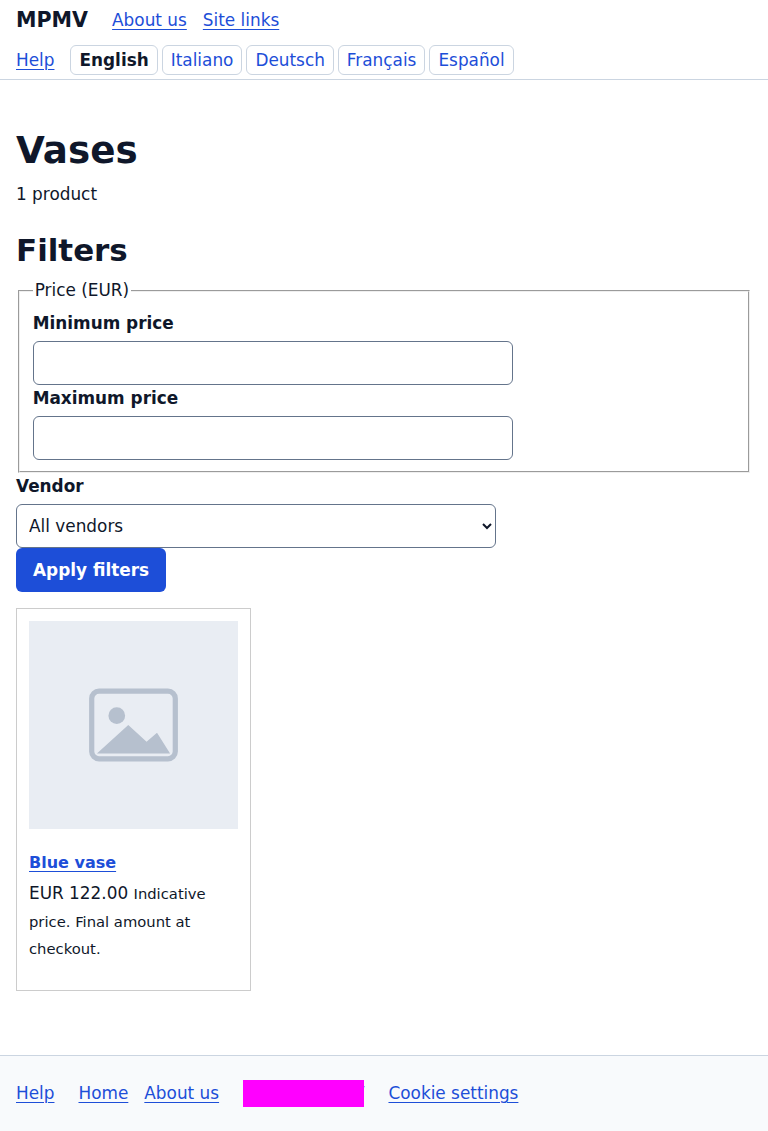 MPMV About us Site links
Help English Italiano Deutsch Français Español
Vases
1 product
Filters
Price (EUR)
Minimum price
Maximum price
Vendor
All vendors
Apply filters
Blue vase
EUR 122.00 Indicative
price. Final amount at
checkout.
Help Home About us Cookie settings